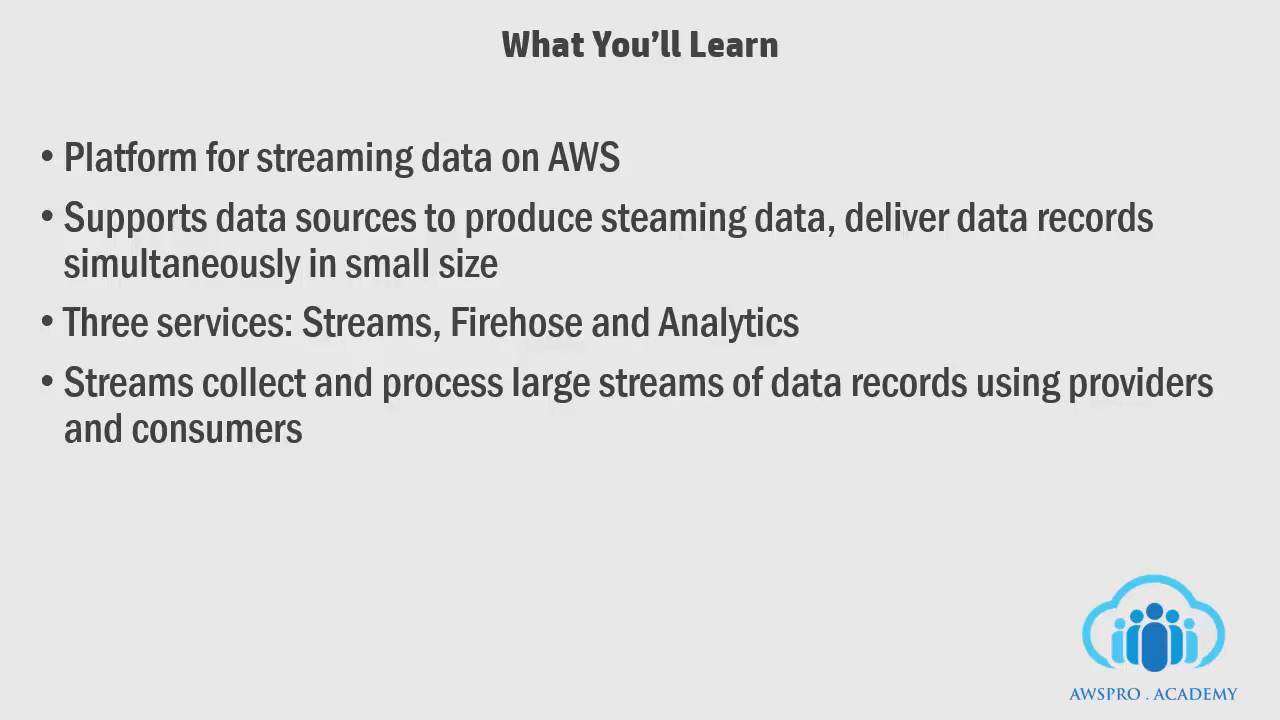 What You’ll Learn
• Platform for streaming data on AWS
• Supports data sources to produce steaming data, deliver data records
simultaneously in small size
• Three services: Streams, Firehose and Analytics
• Streams collect and process large streams of data records using providers
and consumers
AWSPRO . ACADEMY